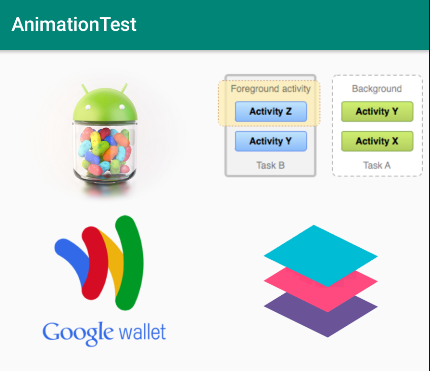 AnimationTest
Foreground activity
Activity Z
Activity Y
Task B
Background
Activity Y
Activity X
Task A
Google wallet